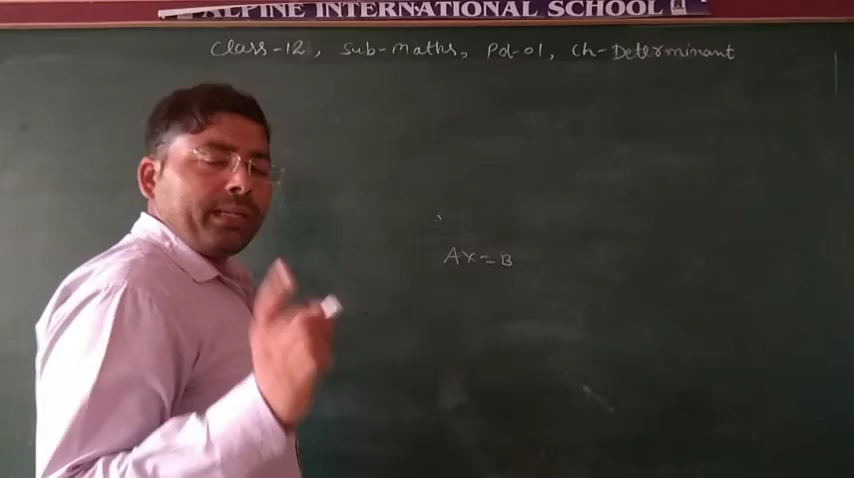 ALPINE INTERNATIONAL SCHOOL
Class-12, Sub-Maths, Pd-01, Ch-Determinant
AX=B